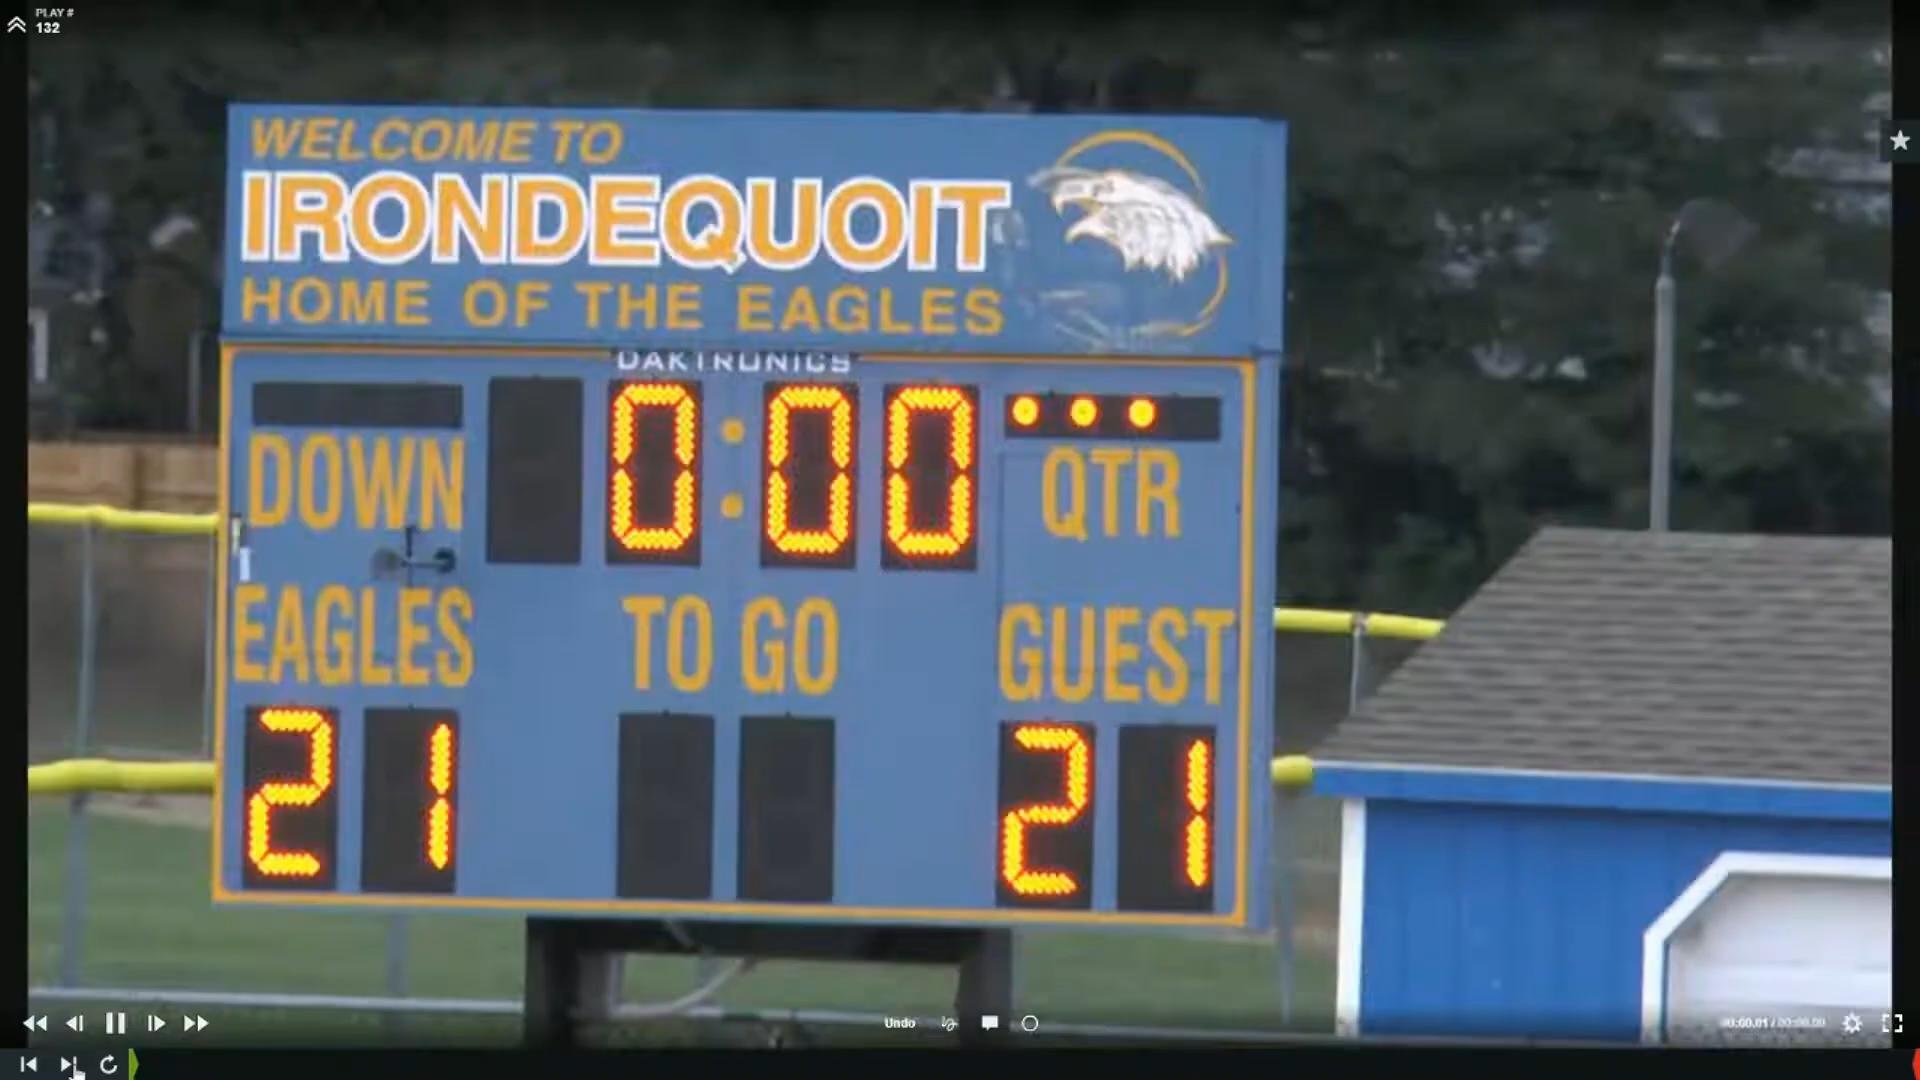 PLAY #
132
WELCOME TO
IRONDEQUOIT
HOME OF THE EAGLES
DAKTRONICS
DOWN
0:00
QTR
EAGLES
TO GO
GUEST
21
21
Undo